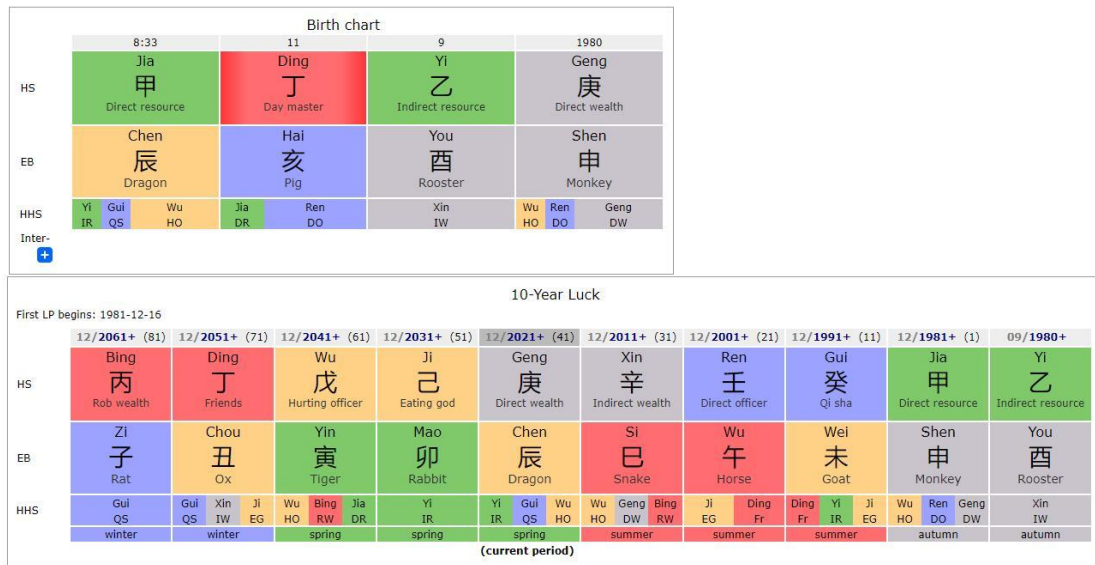 Birth chart
8:33 11 9 1980
HS
Jia Ding Yi Geng
甲 丁 乙 庚
Direct resource Day master Indirect resource Direct wealth
EB
Chen Hai You Shen
辰 亥 酉 申
Dragon Pig Rooster Monkey
HHS
Yi Gui Wu Jia Ren Xin Wu Ren Geng
IR QS HO DR DO IW HO DO DW
Inter-
+
10-Year Luck
First LP begins: 1981-12-16
12/2061+ (81) 12/2051+ (71) 12/2041+ (61) 12/2031+ (51) 12/2021+ (41) 12/2011+ (31) 12/2001+ (21) 12/1991+ (11) 12/1981+ (1) 09/1980+
HS
Bing Ding Wu Ji Geng Xin Ren Gui Jia Yi
丙 丁 戊 己 庚 辛 壬 癸 甲 乙
Rob wealth Friends Hurting officer Eating god Direct wealth Indirect wealth Direct officer Qi sha Direct resource Indirect resource
EB
Zi Chou Yin Mao Chen Si Wu Wei Shen You
子 丑 寅 卯 辰 巳 午 未 申 酉
Rat Ox Tiger Rabbit Dragon Snake Horse Goat Monkey Rooster
HHS
Gui Gui Xin Ji Wu Bing Jia Yi Yi Gui Wu Wu Geng Bing Ji Ding Ding Yi Ji Wu Ren Geng Xin
QS QS IW EG HO RW DR IR IR QS HO HO DW RW EG Fr Fr IR EG HO DO DW IW
winter winter spring spring spring summer summer summer autumn autumn
(current period)